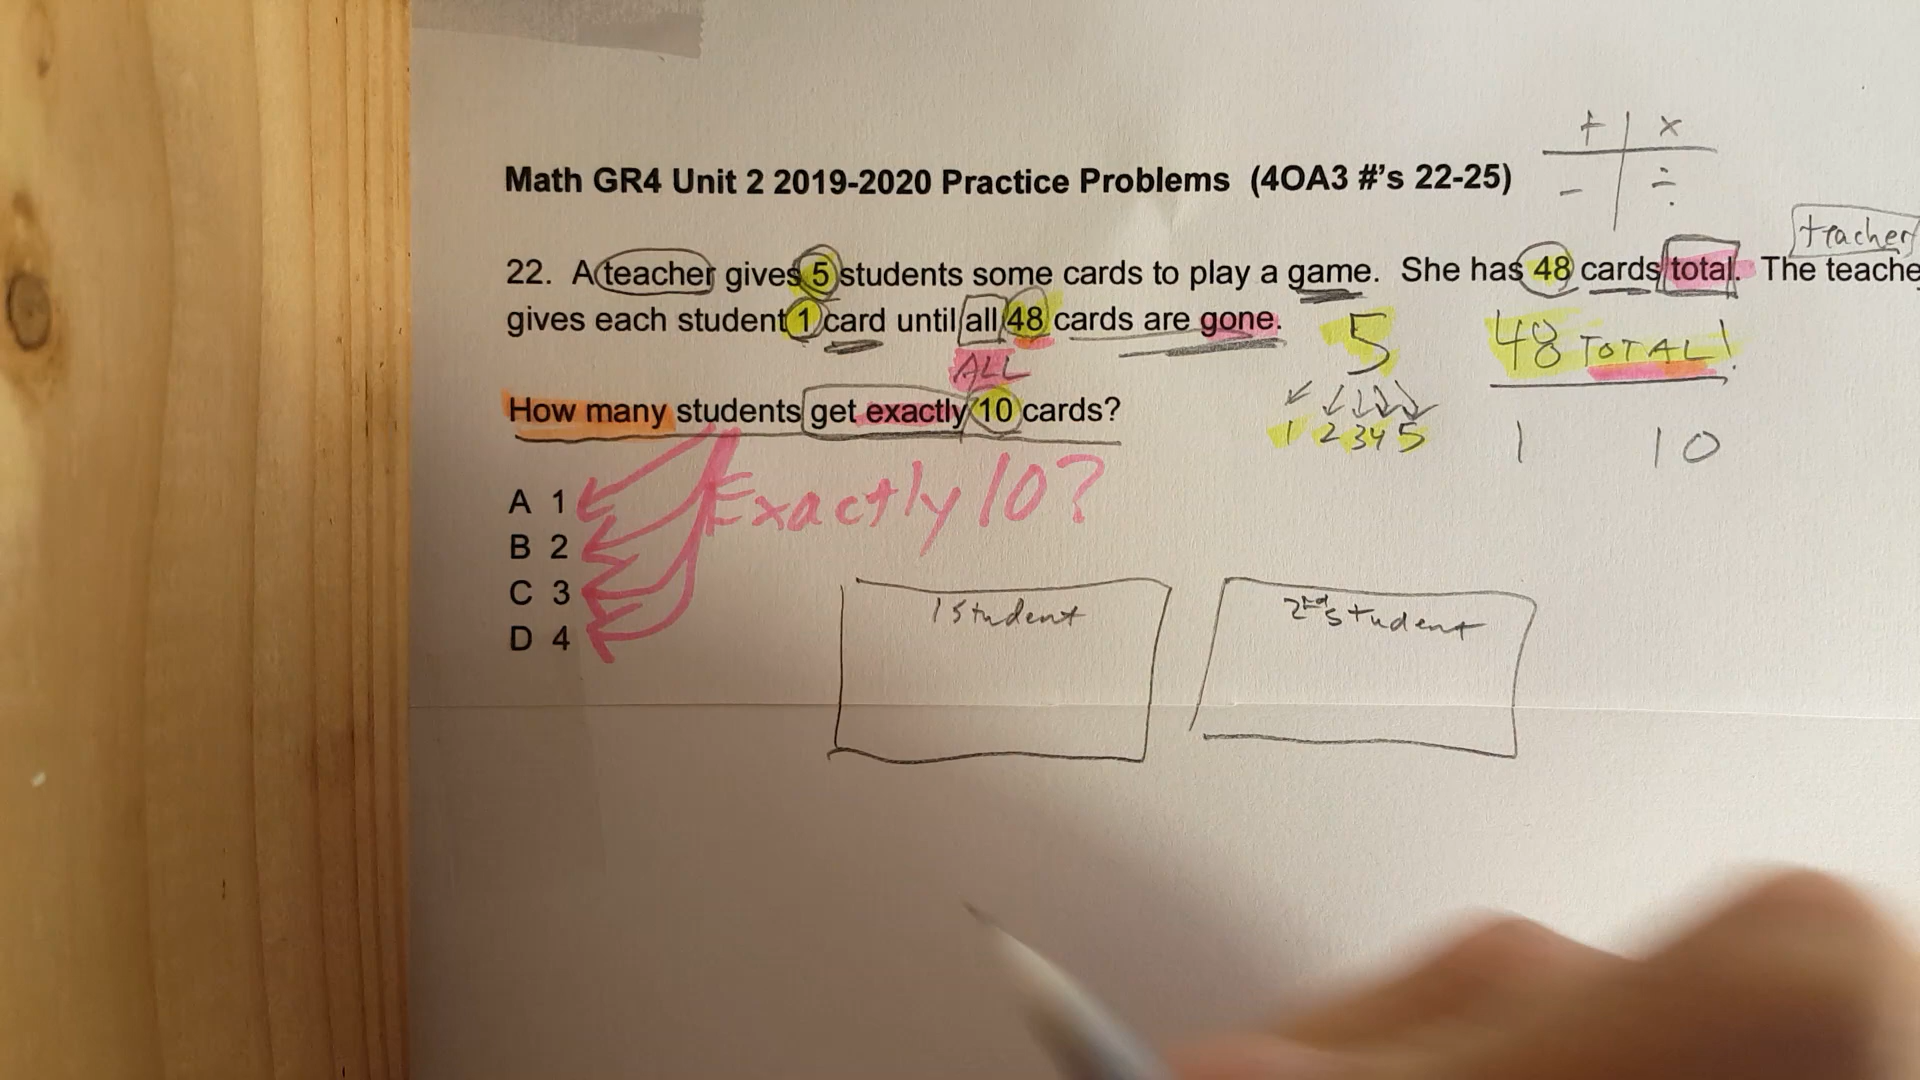 + x
- ÷
Math GR4 Unit 2 2019-2020 Practice Problems (4OA3 #'s 22-25)
teacher
22. A teacher gives 5 students some cards to play a game. She has 48 cards total. The teache
gives each student 1 card until all 48 cards are gone.
5 48 TOTAL!
ALL
How many students get exactly 10 cards?
1 2 3 4 5 1 10
Exactly 10?
A 1
B 2
C 3
D 4
1 Student 2nd Student